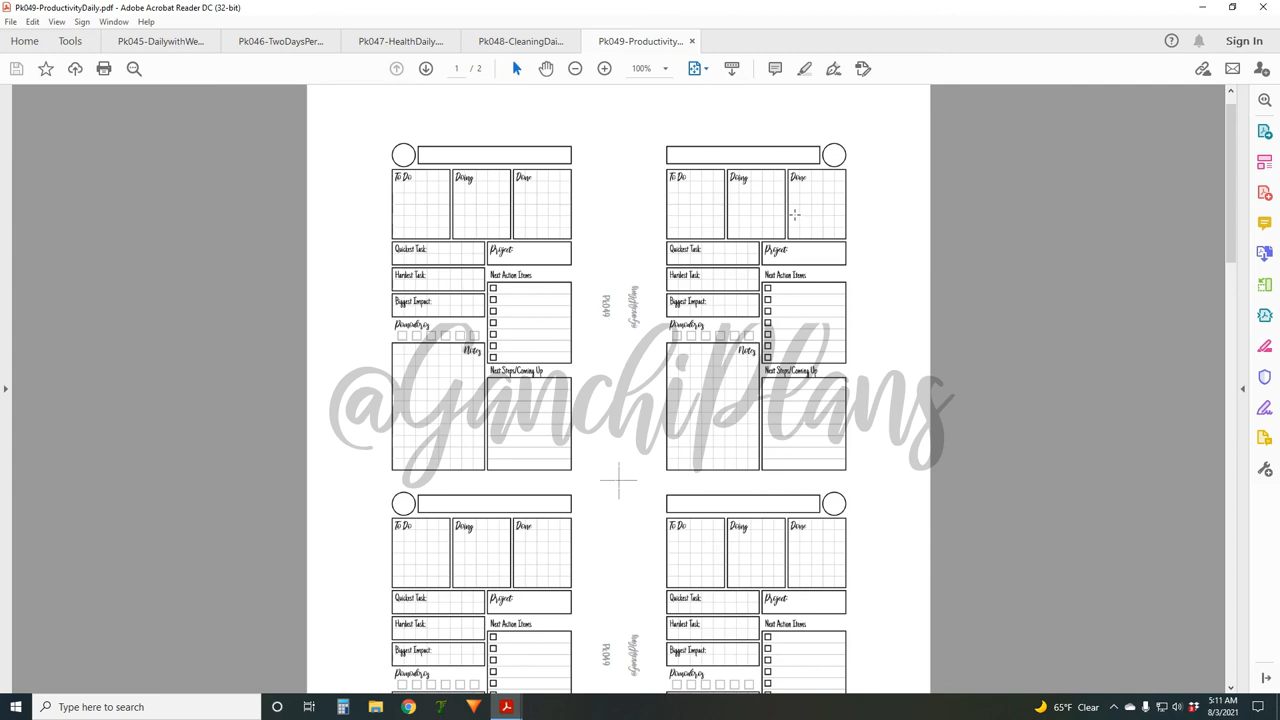 Pk049-ProductivityDaily.pdf - Adobe Acrobat Reader DC (32-bit)
File Edit View Sign Window Help
Home Tools Pk045-DailywithWe... Pk046-TwoDaysPer... Pk047-HealthDaily.... Pk048-CleaningDai... Pk049-Productivity... ×
Sign In
1 / 2
100%
To Do Doing Done
To Do Doing Done
Quickest Task: Project:
Quickest Task: Project:
Hardest Task: Next Action Items
Hardest Task: Next Action Items
Biggest Impact:
Biggest Impact:
Pk049
@GanchiPlans
Pomodoros
Pomodoros
Notes
Notes
Next Steps/Coming Up
Next Steps/Coming Up
@GanchiPlans
To Do Doing Done
To Do Doing Done
Quickest Task: Project:
Quickest Task: Project:
Hardest Task: Next Action Items
Hardest Task: Next Action Items
Biggest Impact:
Biggest Impact:
Pk049
@GanchiPlans
Pomodoros
Pomodoros
Type here to search
65°F Clear
5:11 AM
8/3/2021